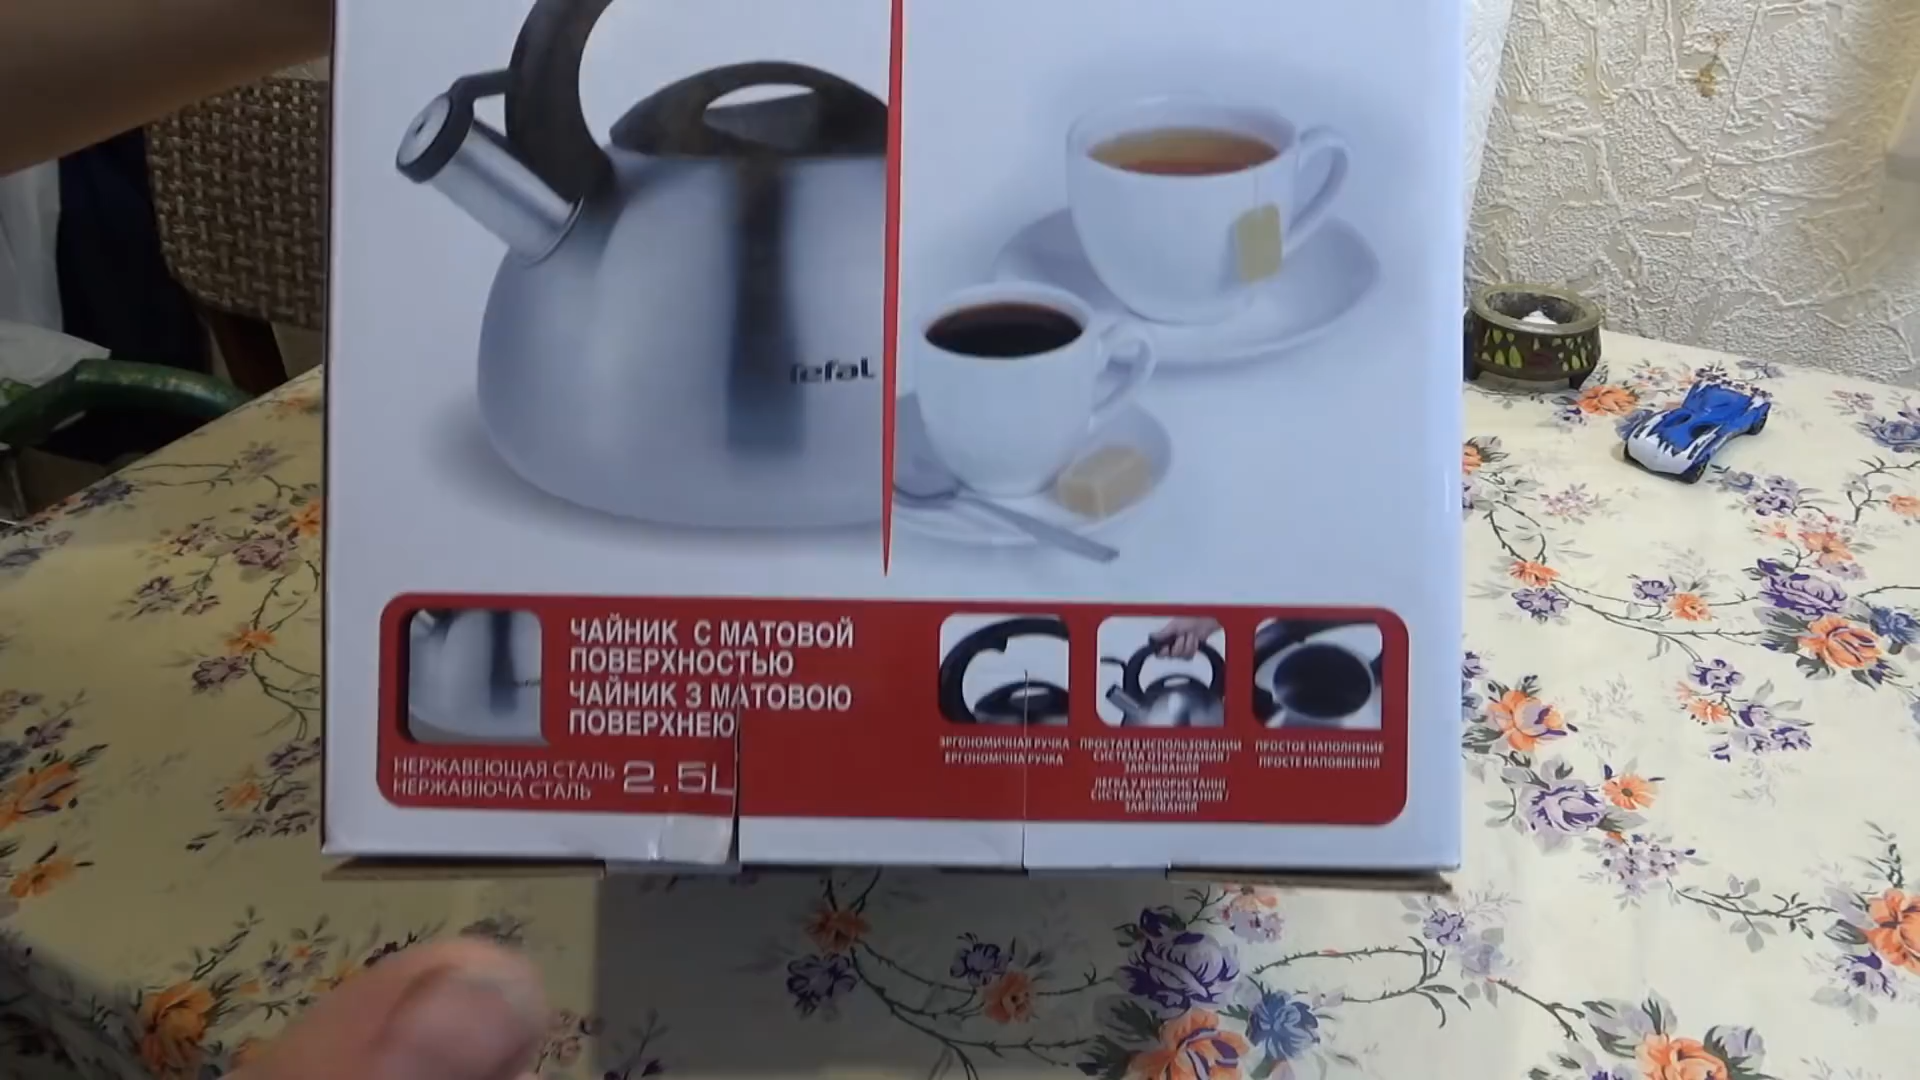 Tefal
ЧАЙНИК С МАТОВОЙ
ПОВЕРХНОСТЬЮ
ЧАЙНИК З МАТОВОЮ
ПОВЕРХНЕЮ
НЕРЖАВЕЮЩАЯ СТАЛЬ
НЕРЖАВІЮЧА СТАЛЬ
2.5L
ЭРГОНОМИЧНАЯ РУЧКА
ЕРГОНОМІЧНА РУЧКА
ПРОСТАЯ В ИСПОЛЬЗОВАНИИ
СИСТЕМА ОТКРЫВАНИЯ /
ЗАКРЫВАНИЯ
ЛЕГКА У ВИКОРИСТАННІ
СИСТЕМА ВІДКРИВАННЯ /
ЗАКРИВАННЯ
ПРОСТОЕ НАПОЛНЕНИЕ
ПРОСТЕ НАПОВНЕННЯ